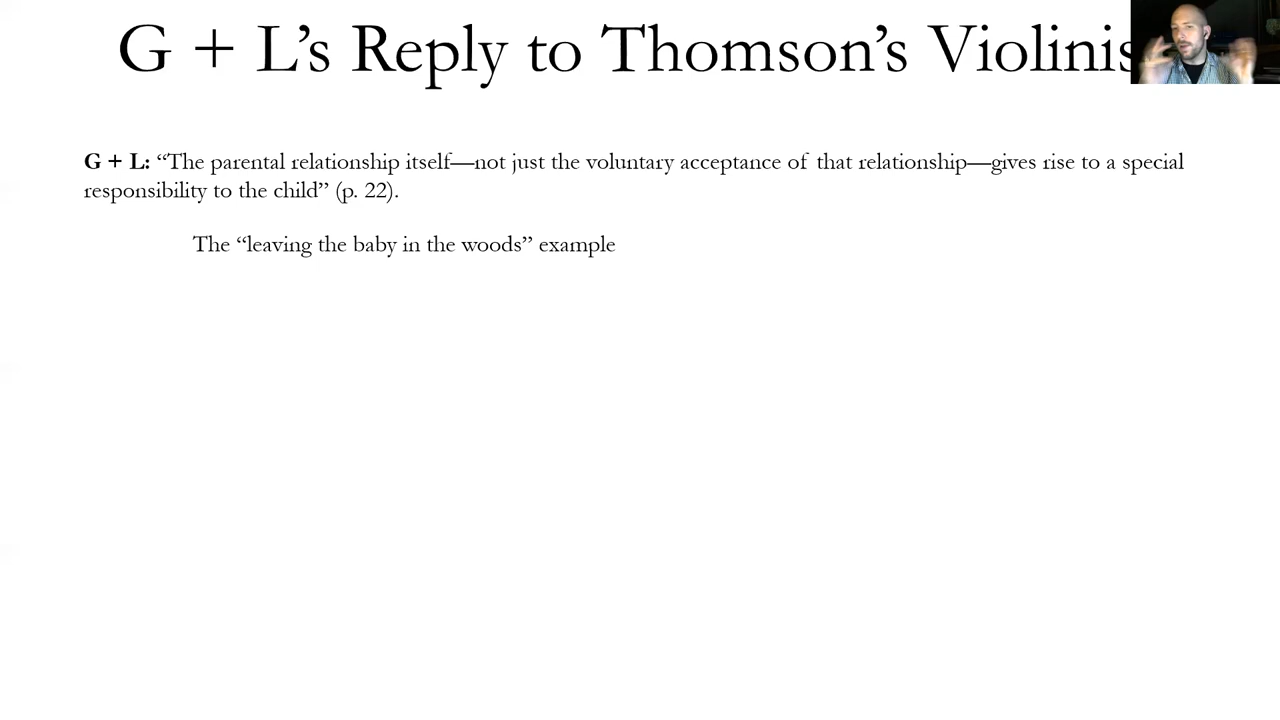 G + L's Reply to Thomson's Violinis
G + L: “The parental relationship itself—not just the voluntary acceptance of that relationship—gives rise to a special
responsibility to the child” (p. 22).
The “leaving the baby in the woods” example